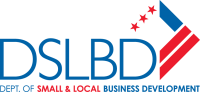 DSLBD
DEPT. OF SMALL & LOCAL BUSINESS DEVELOPMENT